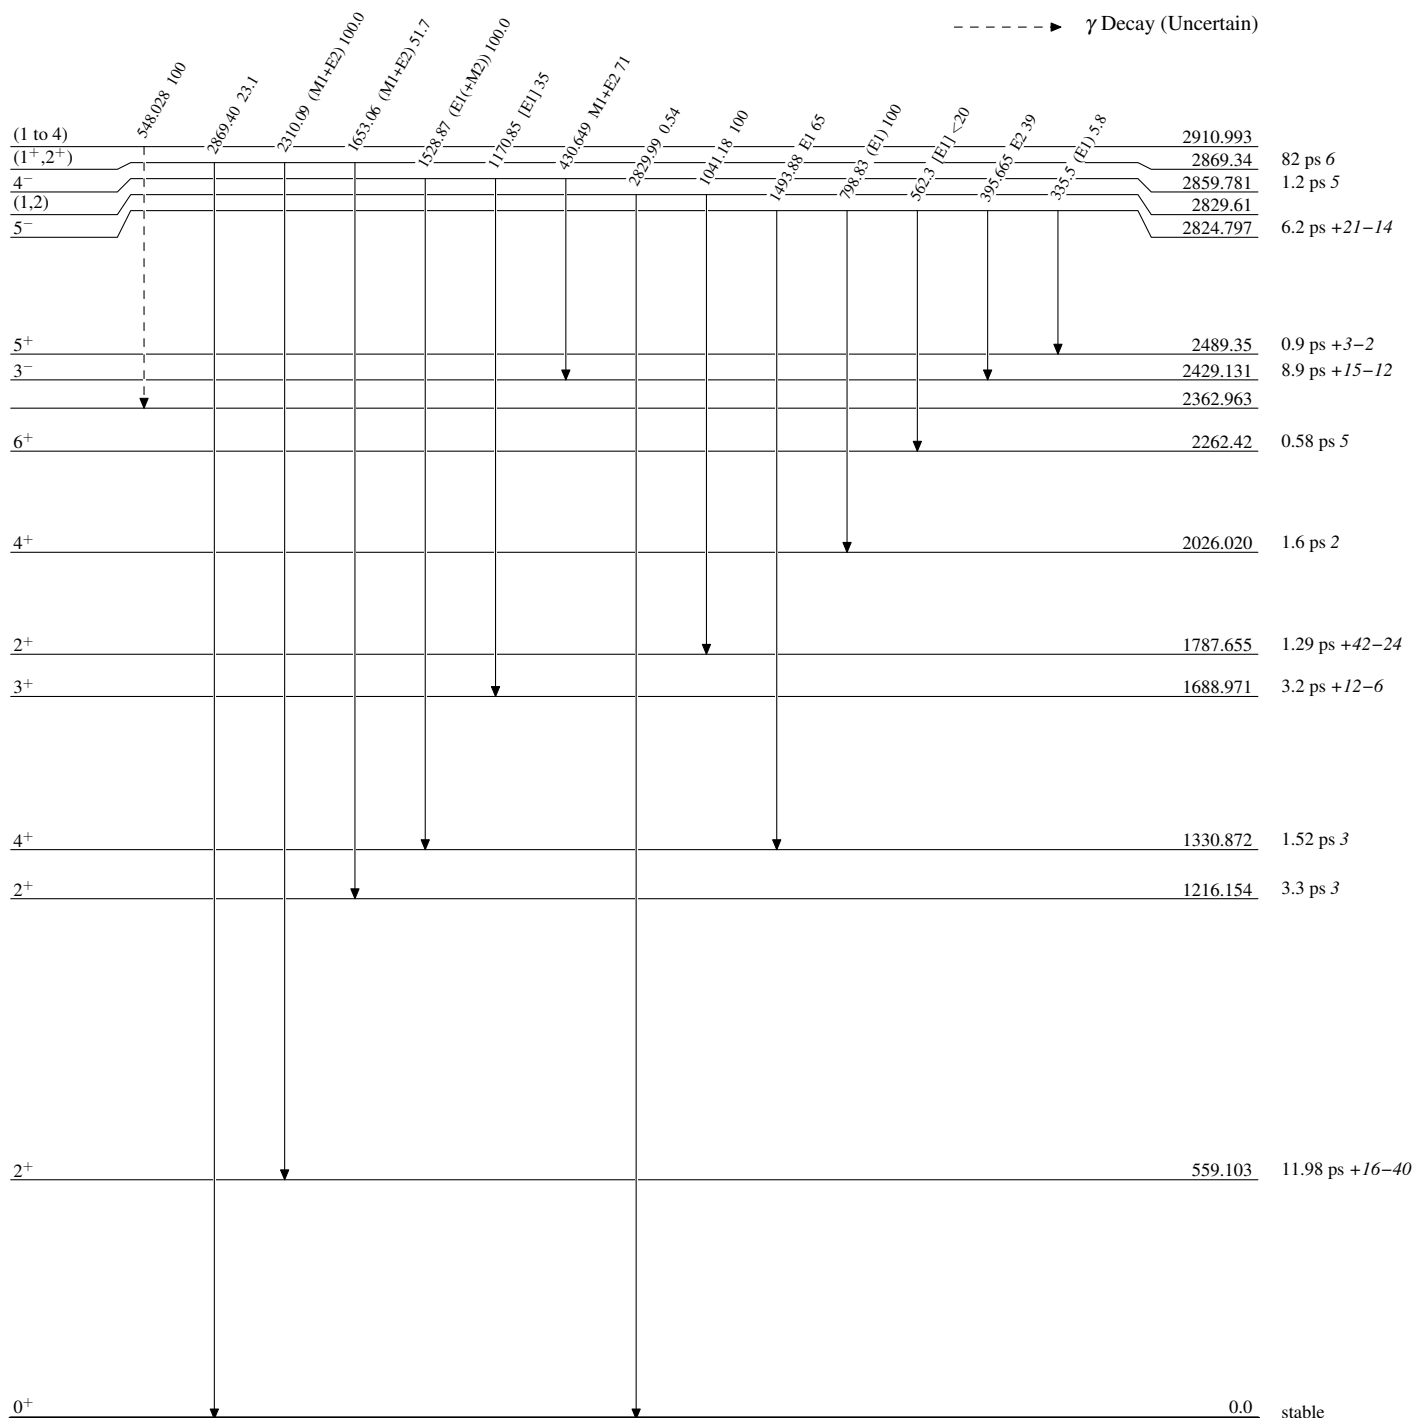 γ Decay (Uncertain)
548.028 100
2869.40 23.1
2310.09 (M1+E2) 100.0
1653.06 (M1+E2) 51.7
1528.87 (E1(+M2)) 100.0
1170.85 [E1] 35
430.649 M1+E2 71
2829.99 0.54
1041.18 100
1493.88 E1 65
798.83 (E1) 100
562.3 [E1] <20
395.665 E2 39
335.5 (E1) 5.8
(1 to 4) 2910.993
(1⁺,2⁺) 2869.34 82 ps 6
4⁻ 2859.781 1.2 ps 5
(1,2) 2829.61
5⁻ 2824.797 6.2 ps +21−14
5⁺ 2489.35 0.9 ps +3−2
3⁻ 2429.131 8.9 ps +15−12
2362.963
6⁺ 2262.42 0.58 ps 5
4⁺ 2026.020 1.6 ps 2
2⁺ 1787.655 1.29 ps +42−24
3⁺ 1688.971 3.2 ps +12−6
4⁺ 1330.872 1.52 ps 3
2⁺ 1216.154 3.3 ps 3
2⁺ 559.103 11.98 ps +16−40
0⁺ 0.0 stable